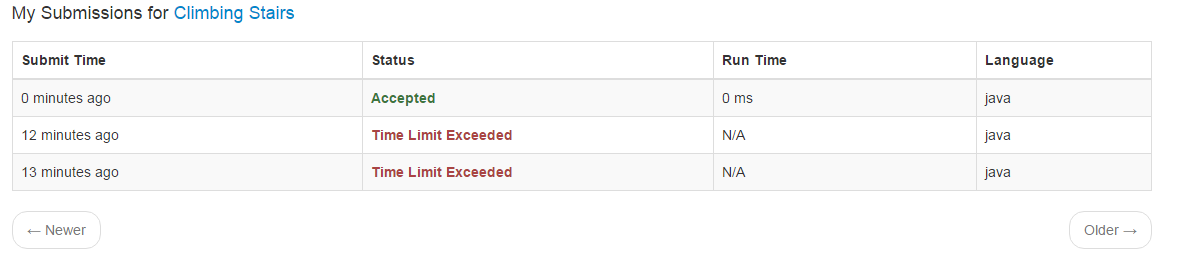 My Submissions for Climbing Stairs
Submit Time Status Run Time Language
0 minutes ago Accepted 0 ms java
12 minutes ago Time Limit Exceeded N/A java
13 minutes ago Time Limit Exceeded N/A java
← Newer Older →